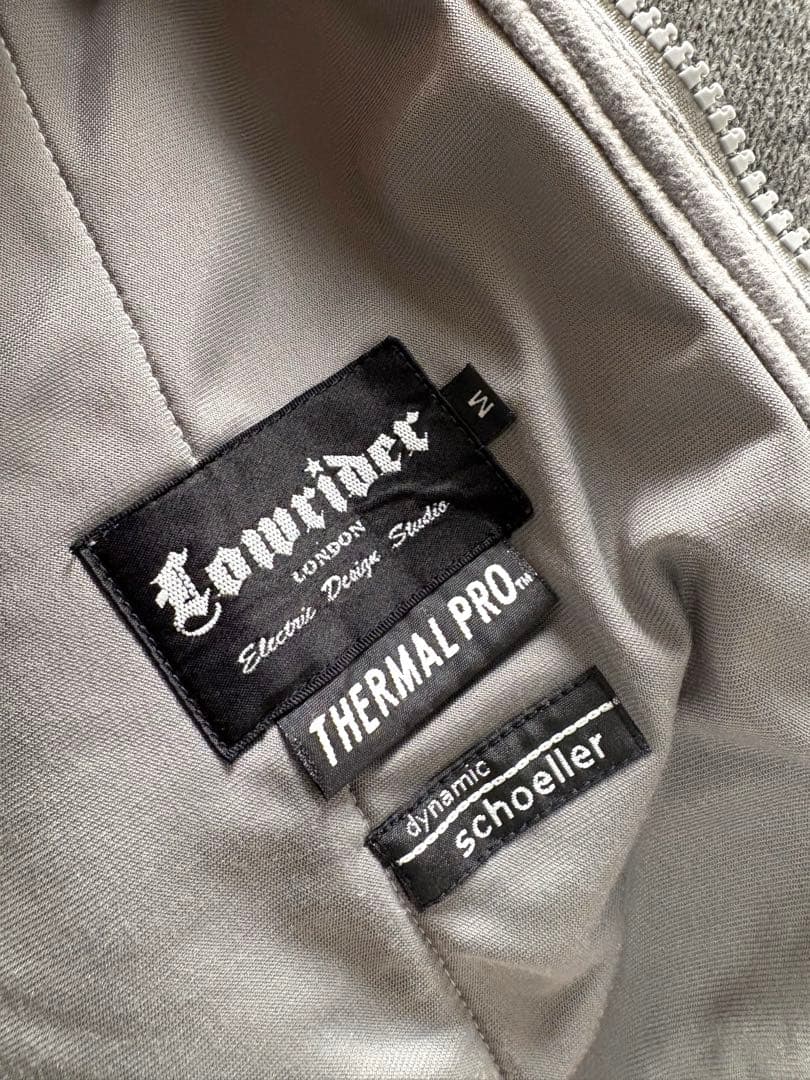 M
Lowrider
LONDON
Electric Design Studio
THERMAL PRO™
dynamic
schoeller